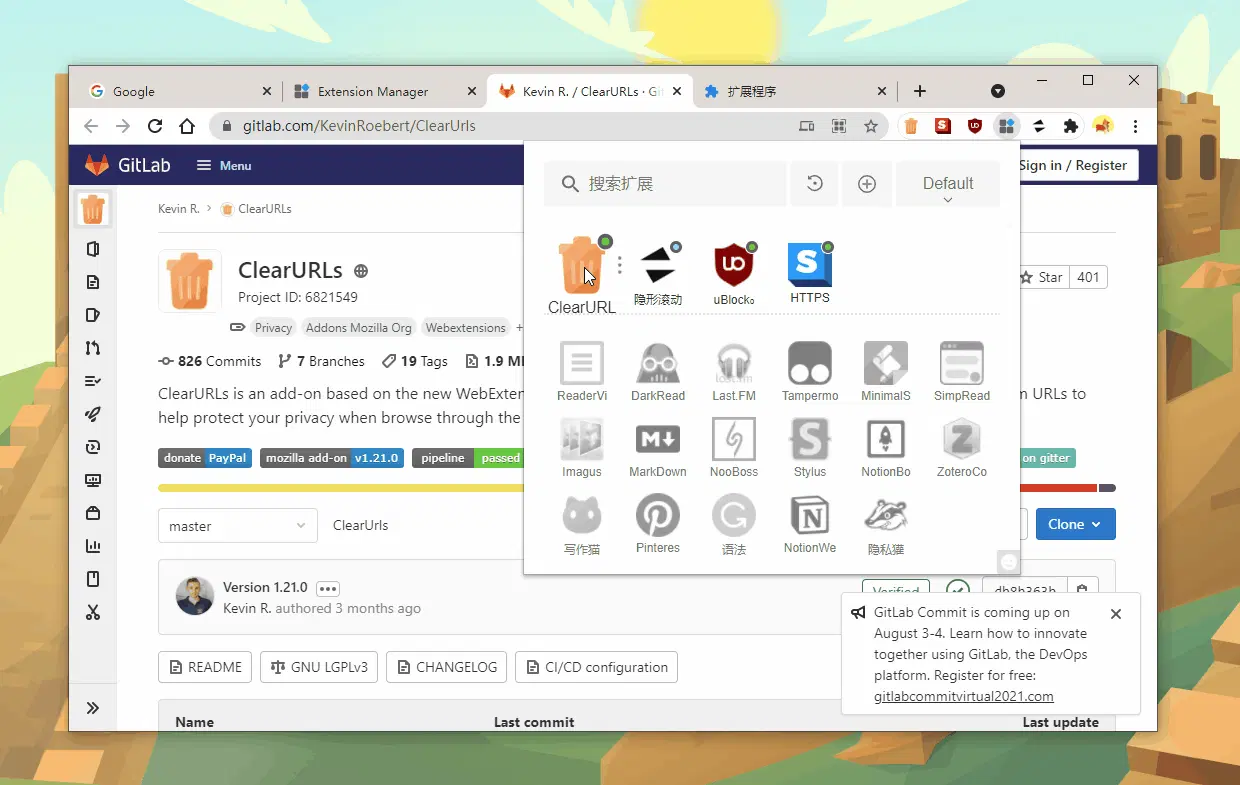 Google
Extension Manager
Kevin R. / ClearURLs · Gi
扩展程序
gitlab.com/KevinRoebert/ClearUrls
GitLab
Menu
Sign in / Register
搜索扩展
Default
Kevin R.
ClearURLs
ClearURLs
Project ID: 6821549
Star
401
Privacy
Addons Mozilla Org
Webextensions
+
826 Commits
7 Branches
19 Tags
1.9 M
ClearURLs is an add-on based on the new WebExten
n URLs to
help protect your privacy when browse through the
donate PayPal
mozilla add-on v1.21.0
pipeline passed
on gitter
master
ClearUrls
Clone
ClearURL
隐形滚动
uBlocko
HTTPS
ReaderVi
DarkRead
Last.FM
Tampermo
MinimalS
SimpRead
Imagus
MarkDown
NooBoss
Stylus
NotionBo
ZoteroCo
写作猫
Pinteres
语法
NotionWe
隐私獾
Version 1.21.0
Kevin R. authored 3 months ago
Verified
db8b363b
README
GNU LGPLv3
CHANGELOG
CI/CD configuration
GitLab Commit is coming up on
August 3-4. Learn how to innovate
together using GitLab, the DevOps
platform. Register for free:
gitlabcommitvirtual2021.com
Name
Last commit
Last update